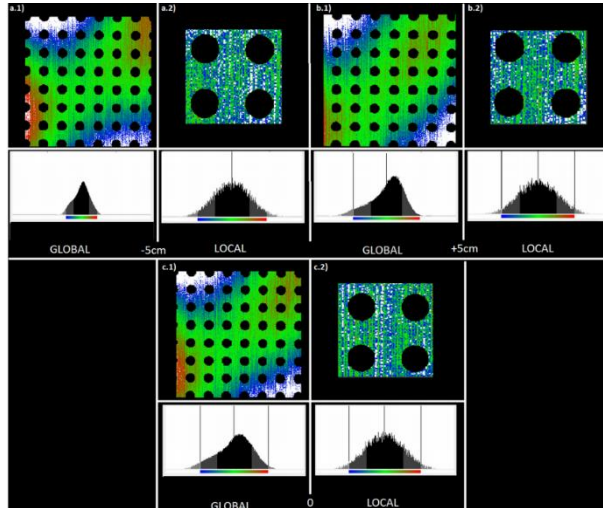 a.1) a.2) b.1) b.2)
GLOBAL -5cm LOCAL GLOBAL +5cm LOCAL
c.1) c.2)
GLOBAL 0 LOCAL